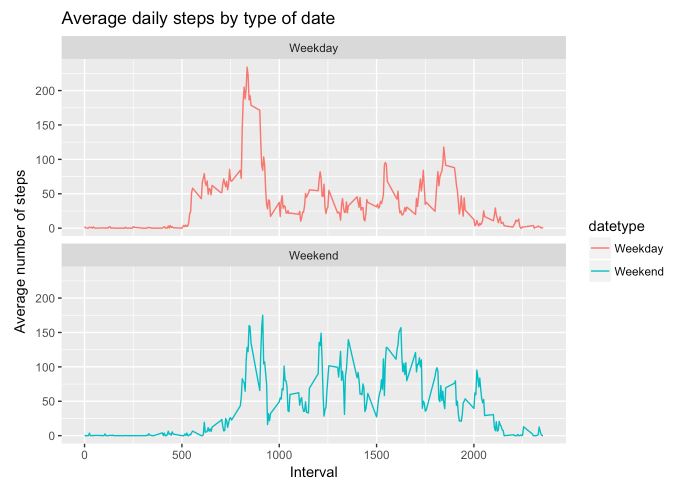 Average daily steps by type of date
Weekday
200
150
100
50
0
Weekend
200
150
100
50
0
0
500
1000
1500
2000
Interval
Average number of steps
datetype
Weekday
Weekend